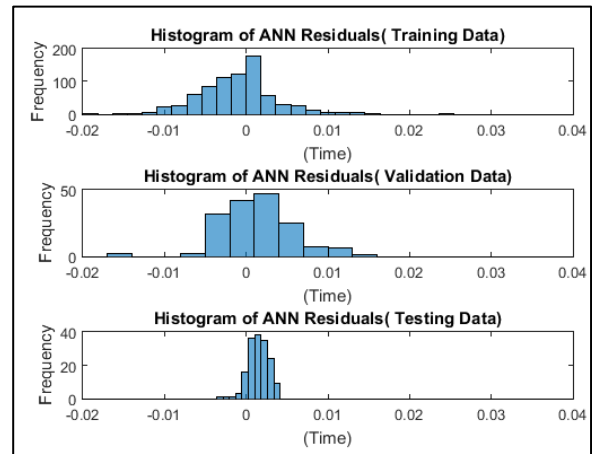 Histogram of ANN Residuals( Training Data)
200
100
0
Frequency
-0.02 -0.01 0 0.01 0.02 0.03 0.04
(Time)
Histogram of ANN Residuals( Validation Data)
50
0
Frequency
-0.02 -0.01 0 0.01 0.02 0.03 0.04
(Time)
Histogram of ANN Residuals( Testing Data)
40
20
0
Frequency
-0.02 -0.01 0 0.01 0.02 0.03 0.04
(Time)